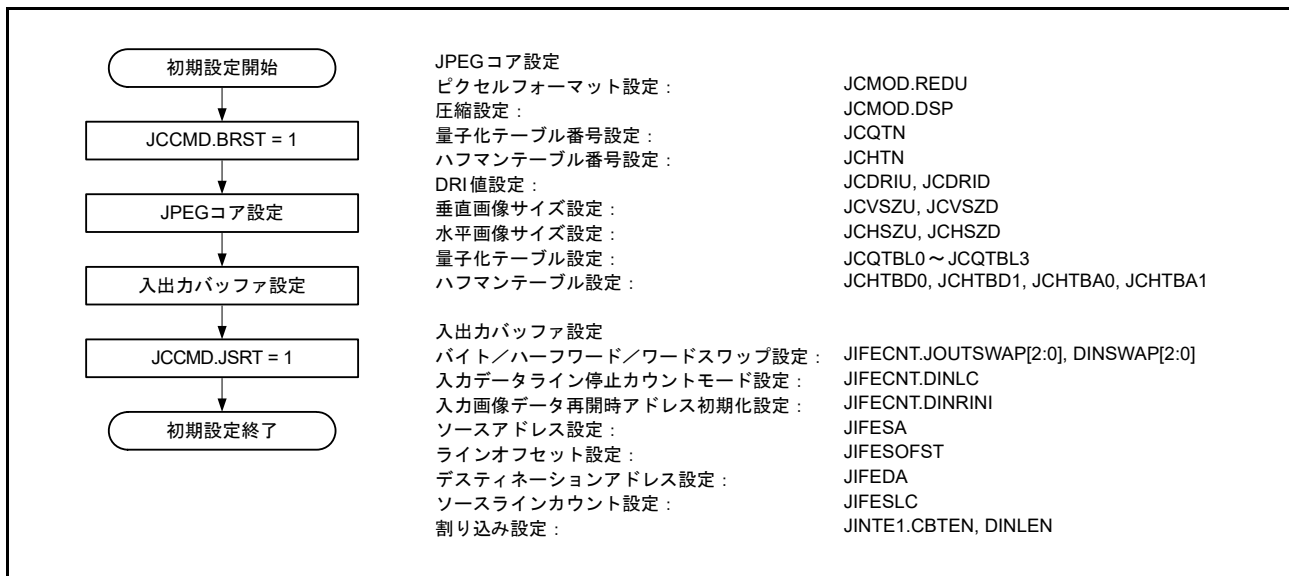 初期設定開始
JCCMD.BRST = 1
JPEGコア設定
入出力バッファ設定
JCCMD.JSRT = 1
初期設定終了
JPEGコア設定
ピクセルフォーマット設定： JCMOD.REDU
圧縮設定： JCMOD.DSP
量子化テーブル番号設定： JCQTN
ハフマンテーブル番号設定： JCHTN
DRI値設定： JCDRIU, JCDRID
垂直画像サイズ設定： JCVSZU, JCVSZD
水平画像サイズ設定： JCHSZU, JCHSZD
量子化テーブル設定： JCQTBL0～JCQTBL3
ハフマンテーブル設定： JCHTBD0, JCHTBD1, JCHTBA0, JCHTBA1
入出力バッファ設定
バイト／ハーフワード／ワードスワップ設定： JIFECNT.JOUTSWAP[2:0], DINSWAP[2:0]
入力データライン停止カウントモード設定： JIFECNT.DINLC
入力画像データ再開時アドレス初期化設定： JIFECNT.DINRINI
ソースアドレス設定： JIFESA
ラインオフセット設定： JIFESOFST
デスティネーションアドレス設定： JIFEDA
ソースラインカウント設定： JIFESLC
割り込み設定： JINTE1.CBTEN, DINLEN